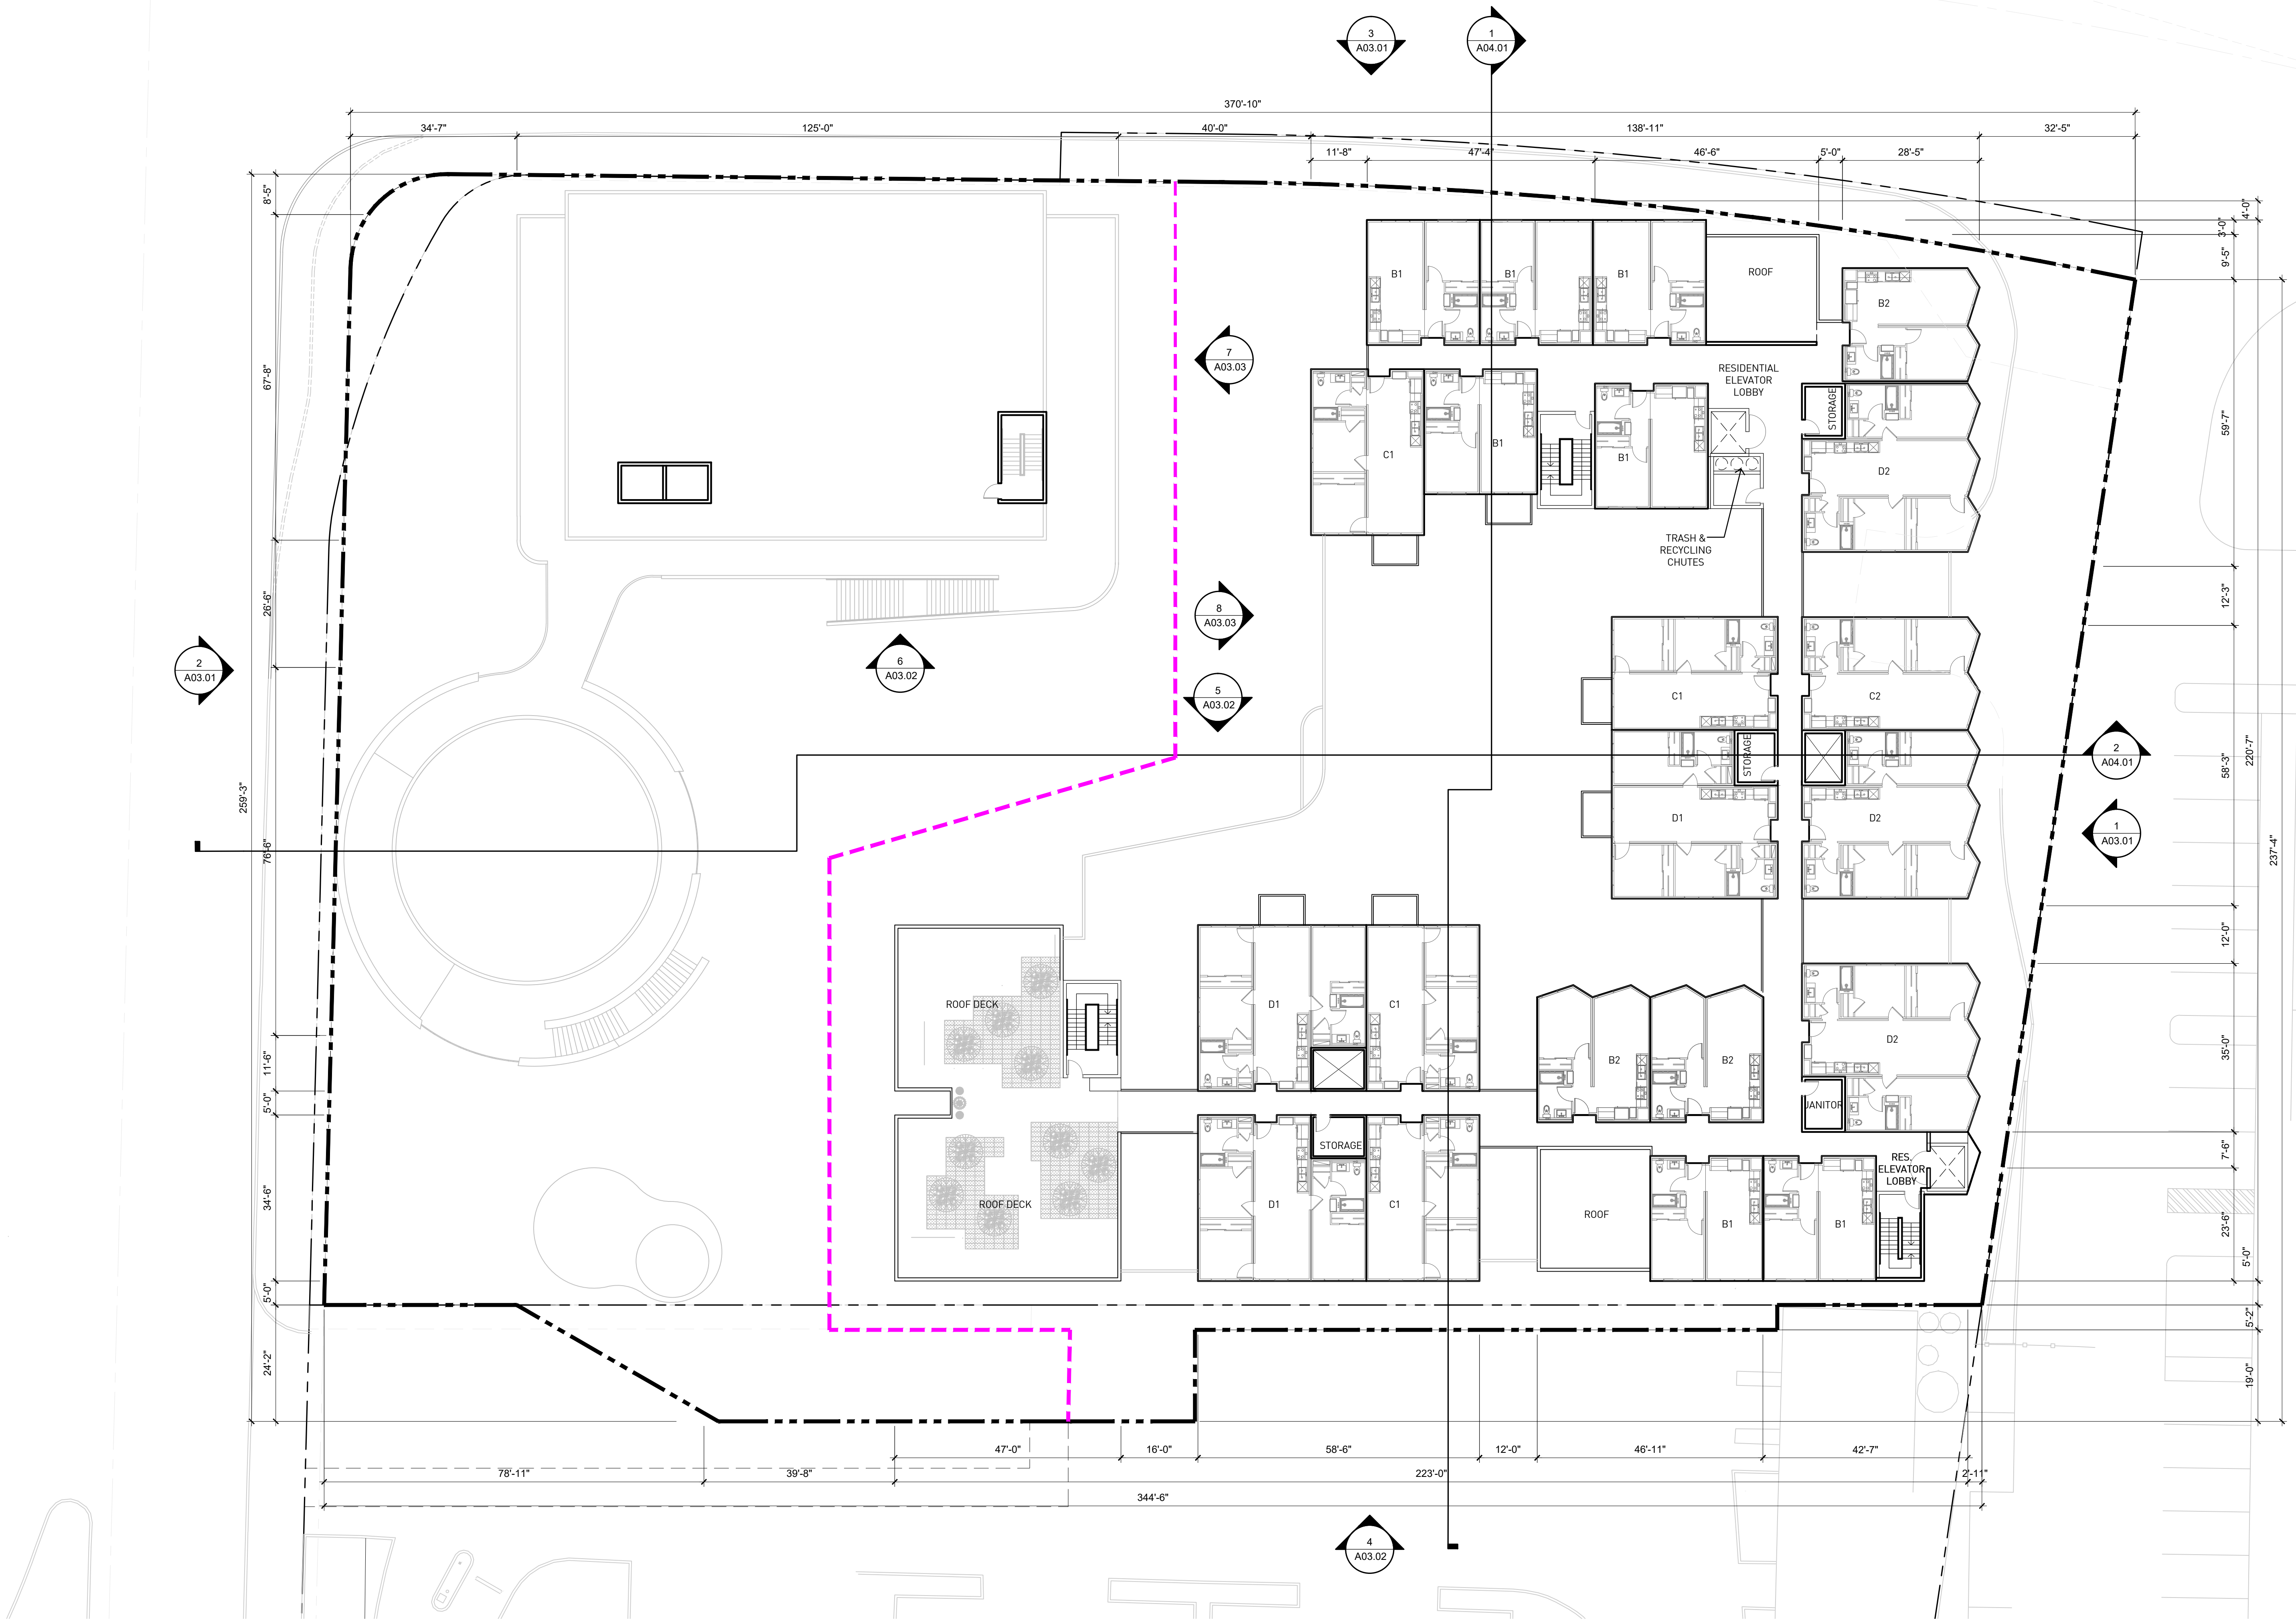 3
A03.01
1
A04.01
370'-10"
34'-7"
125'-0"
40'-0"
138'-11"
32'-5"
11'-8"
47'-4"
46'-6"
5'-0"
28'-5"
8'-5"
67'-8"
26'-6"
259'-3"
76'-6"
11'-6"
5'-0"
34'-6"
5'-0"
24'-2"
4'-0"
3'-0"
9'-5"
59'-7"
12'-3"
58'-3"
220'-7"
237'-4"
12'-0"
35'-0"
7'-6"
23'-6"
5'-0"
5'-2"
19'-0"
B1
B1
B1
ROOF
B2
7
A03.03
RESIDENTIAL
ELEVATOR
LOBBY
STORAGE
C1
B1
B1
D2
TRASH &
RECYCLING
CHUTES
8
A03.03
2
A03.01
6
A03.02
5
A03.02
C1
C2
STORAGE
2
A04.01
D1
D2
1
A03.01
ROOF DECK
D1
C1
B2
B2
D2
JANITOR
STORAGE
RES.
ELEVATOR
LOBBY
ROOF DECK
D1
C1
ROOF
B1
B1
47'-0"
16'-0"
58'-6"
12'-0"
46'-11"
42'-7"
78'-11"
39'-8"
223'-0"
2'-11"
344'-6"
4
A03.02